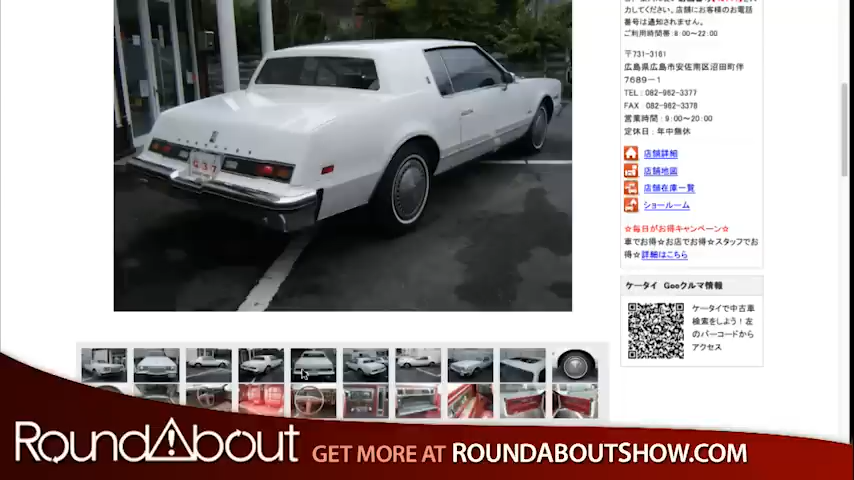 力してください。店舗にお客様のお電話
番号は通知されません。
ご利用時間帯:8:00~22:00
〒731-3161
広島県広島市安佐南区沼田町伴
7689-1
TEL : 082-962-3377
FAX : 082-962-3378
営業時間 : 9:00~20:00
定休日 : 年中無休
店舗詳細
店舗地図
店舗在庫一覧
ショールーム
☆毎日がお得キャンペーン☆
車でお得☆お店でお得☆スタッフでお
得☆詳細はこちら
ケータイ Gooクルマ情報
ケータイで中古車
検索をしよう!左
のバーコードから
アクセス
RoundAbout GET MORE AT ROUNDABOUTSHOW.COM